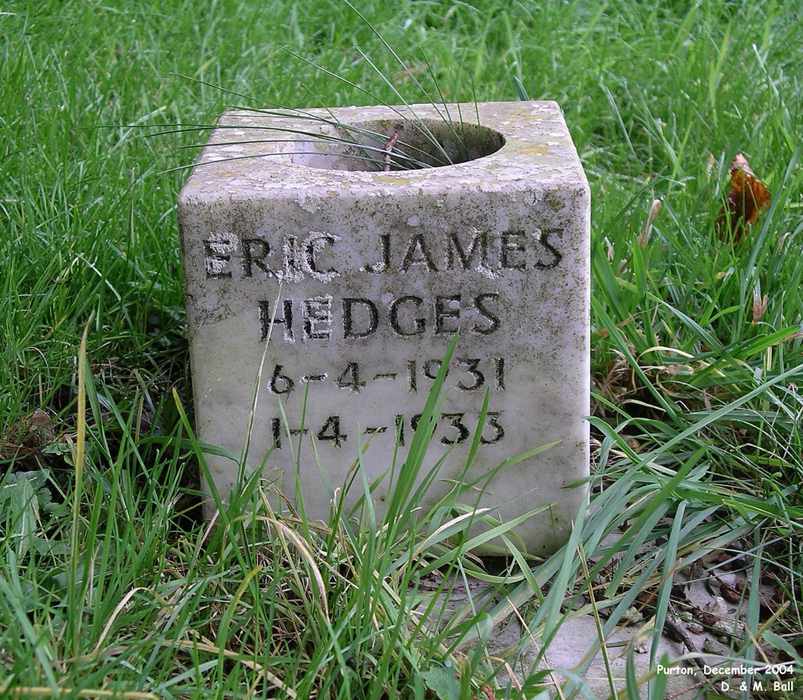 ERIC JAMES
HEDGES
6-4-1931
1-4-1933
Purton, December 2004
D. & M. Ball